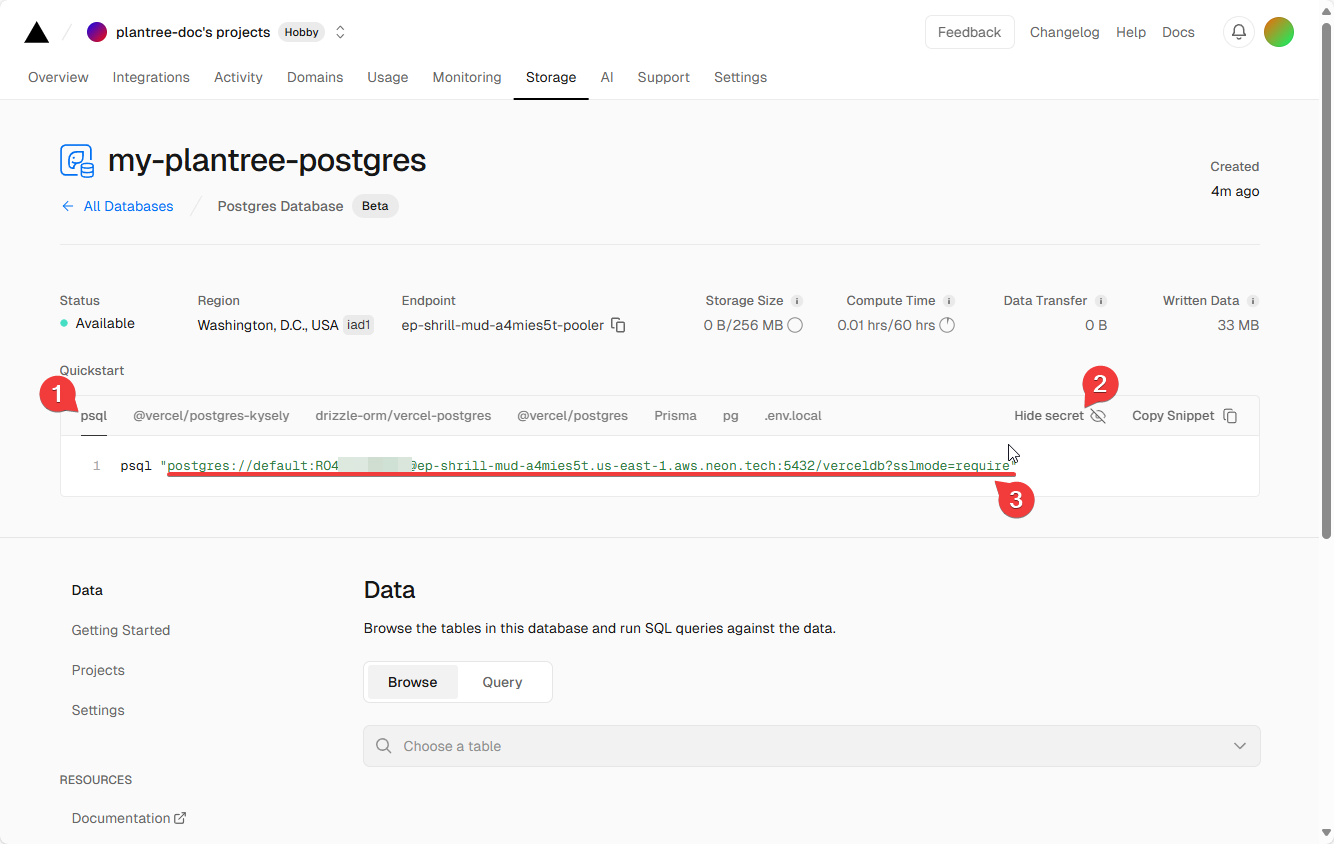 plantree-doc's projects Hobby Feedback Changelog Help Docs
Overview Integrations Activity Domains Usage Monitoring Storage AI Support Settings
my-plantree-postgres
Created
4m ago
All Databases Postgres Database Beta
Status Region Endpoint Storage Size Compute Time Data Transfer Written Data
Available Washington, D.C., USA iad1 ep-shrill-mud-a4mies5t-pooler 0 B/256 MB 0.01 hrs/60 hrs 0 B 33 MB
Quickstart
1 2
psql @vercel/postgres-kysely drizzle-orm/vercel-postgres @vercel/postgres Prisma pg .env.local Hide secret Copy Snippet
1 psql "postgres://default:RO4 @ep-shrill-mud-a4mies5t.us-east-1.aws.neon.tech:5432/verceldb?sslmode=require"
3
Data
Getting Started
Projects
Settings
RESOURCES
Documentation
Data
Browse the tables in this database and run SQL queries against the data.
Browse Query
Choose a table